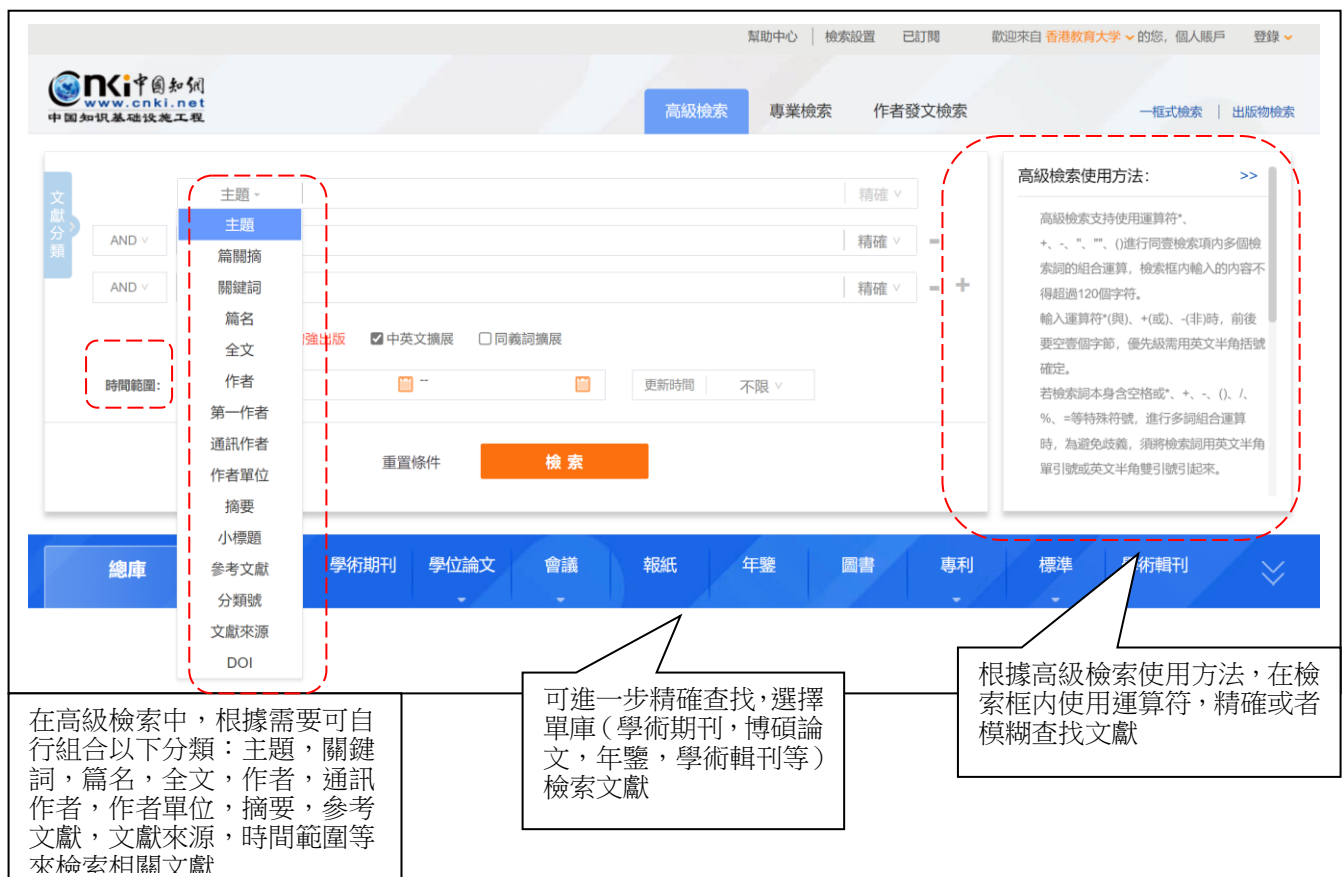 幫助中心 | 檢索設置 已訂閱 歡迎來自 香港教育大学 的您，個人賬戶 登錄
Cnki中国知網
www.cnki.net
中国知识基础设施工程
高級檢索 專業檢索 作者發文檢索
一框式檢索 | 出版物檢索
文獻分類
主題 精確
AND 精確
AND 精確
主題
篇關摘
關鍵詞
篇名
全文
作者
第一作者
通訊作者
作者單位
摘要
小標題
參考文獻
分類號
文獻來源
DOI
強出版 中英文擴展 同義詞擴展
時間範圍： -- 更新時間 不限
重置條件 檢索
高級檢索使用方法： >>
高級檢索支持使用運算符*、
+、-、''、""、()進行同壹檢索項內多個檢
索詞的組合運算，檢索框內輸入的內容不
得超過120個字符。
輸入運算符*(與)、+(或)、-(非)時，前後
要空壹個字節，優先級需用英文半角括號
確定。
若檢索詞本身含空格或*、+、-、()、/、
%、=等特殊符號，進行多詞組合運算
時，為避免歧義，須將檢索詞用英文半角
單引號或英文半角雙引號引起來。
總庫 學術期刊 學位論文 會議 報紙 年鑒 圖書 專利 標準 學術輯刊
在高級檢索中，根據需要可自
行組合以下分類：主題，關鍵
詞，篇名，全文，作者，通訊
作者，作者單位，摘要，參考
文獻，文獻來源，時間範圍等
來檢索相關文獻
可進一步精確查找，選擇
單庫（學術期刊，博碩論
文，年鑒，學術輯刊等）
檢索文獻
根據高級檢索使用方法，在檢
索框內使用運算符，精確或者
模糊查找文獻